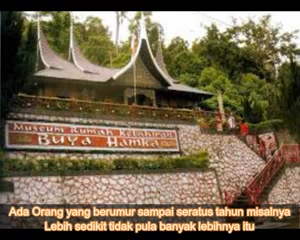 Museum Rumah Kelahiran
Buya Hamka
Ada Orang yang berumur sampai seratus tahun misalnya
Lebih sedikit tidak pula banyak lebihnya itu